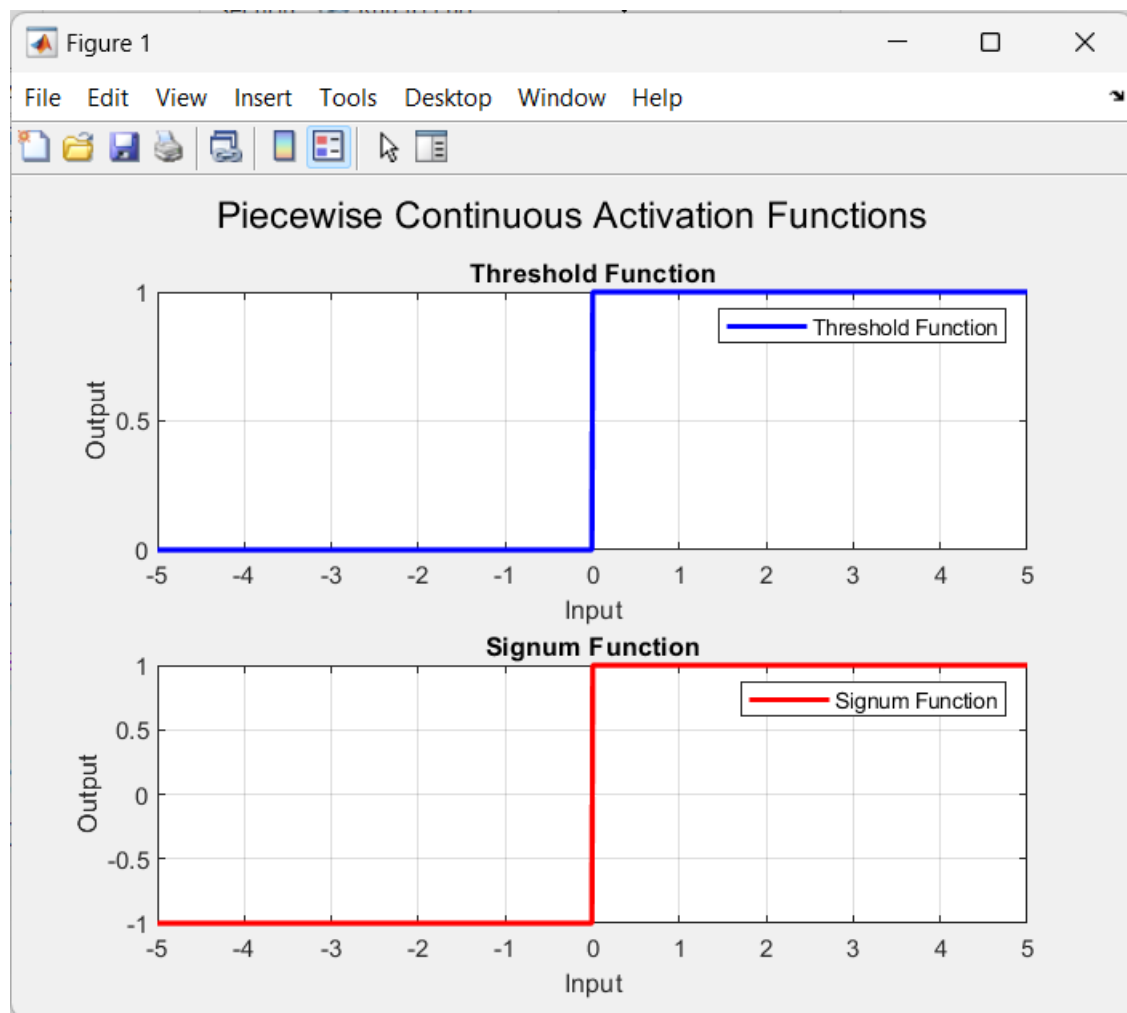 Figure 1
File Edit View Insert Tools Desktop Window Help
Piecewise Continuous Activation Functions
Threshold Function
1
0.5
0
Output
Threshold Function
-5 -4 -3 -2 -1 0 1 2 3 4 5
Input
Signum Function
1
0.5
0
-0.5
-1
Output
Signum Function
-5 -4 -3 -2 -1 0 1 2 3 4 5
Input